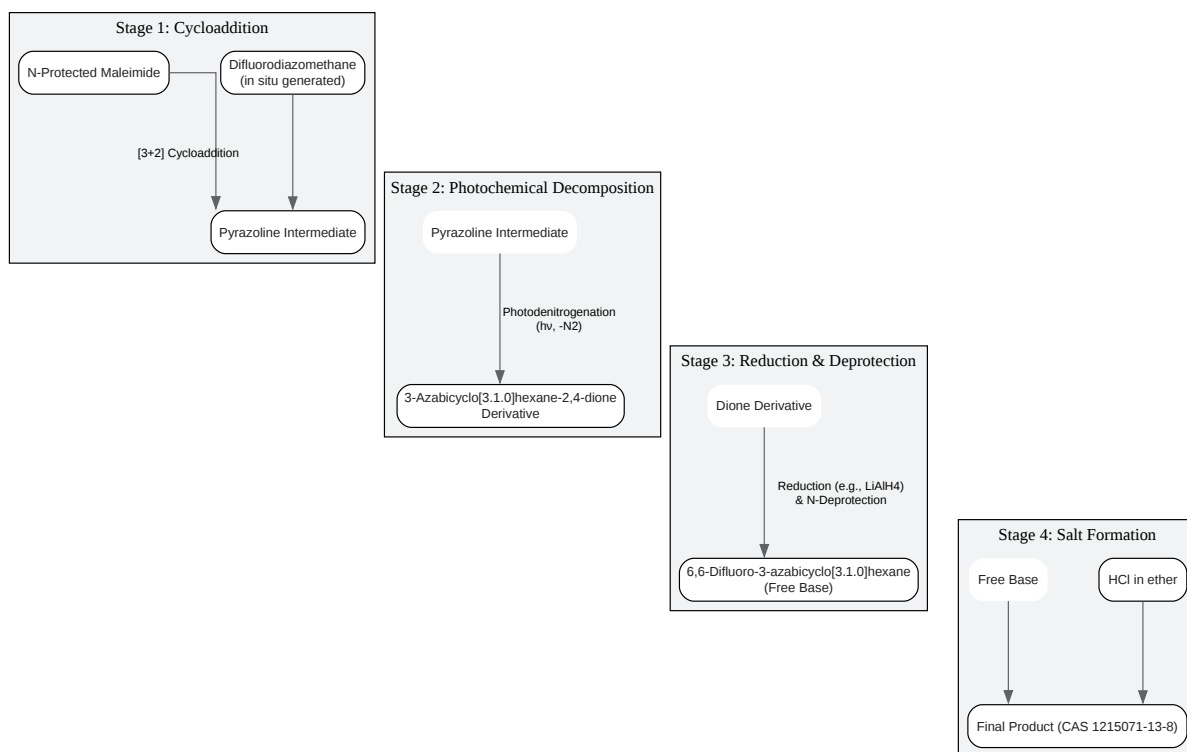 Stage 1: Cycloaddition
N-Protected Maleimide
Difluorodiazomethane
(in situ generated)
[3+2] Cycloaddition
Pyrazoline Intermediate
Stage 2: Photochemical Decomposition
Pyrazoline Intermediate
Photodenitrogenation
(hν, -N2)
3-Azabicyclo[3.1.0]hexane-2,4-dione
Derivative
Stage 3: Reduction & Deprotection
Dione Derivative
Reduction (e.g., LiAlH4)
& N-Deprotection
6,6-Difluoro-3-azabicyclo[3.1.0]hexane
(Free Base)
Stage 4: Salt Formation
Free Base
HCl in ether
Final Product (CAS 1215071-13-8)